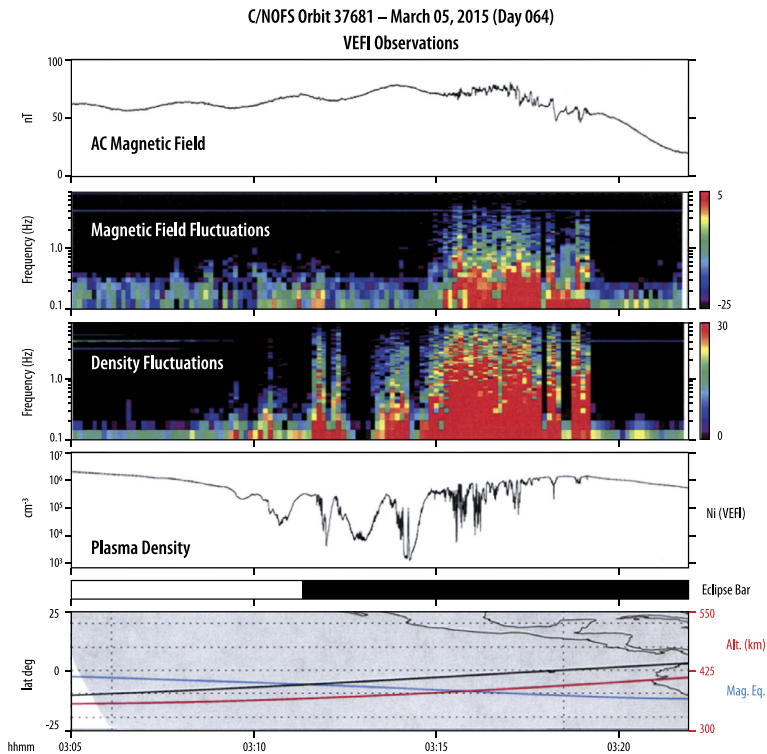 C/NOFS Orbit 37681 – March 05, 2015 (Day 064)
VEFI Observations
100
nT
50
AC Magnetic Field
0
5
Magnetic Field Fluctuations
Frequency (Hz)
1.0
0.1
-25
30
Density Fluctuations
Frequency (Hz)
1.0
0.1
0
10⁷
10⁶
cm⁻³
10⁵
Ni (VEFI)
10⁴
Plasma Density
10³
Eclipse Bar
25
550
Alt. (km)
lat deg
0
425
Mag. Eq.
-25
300
hhmm
03:05 03:10 03:15 03:20